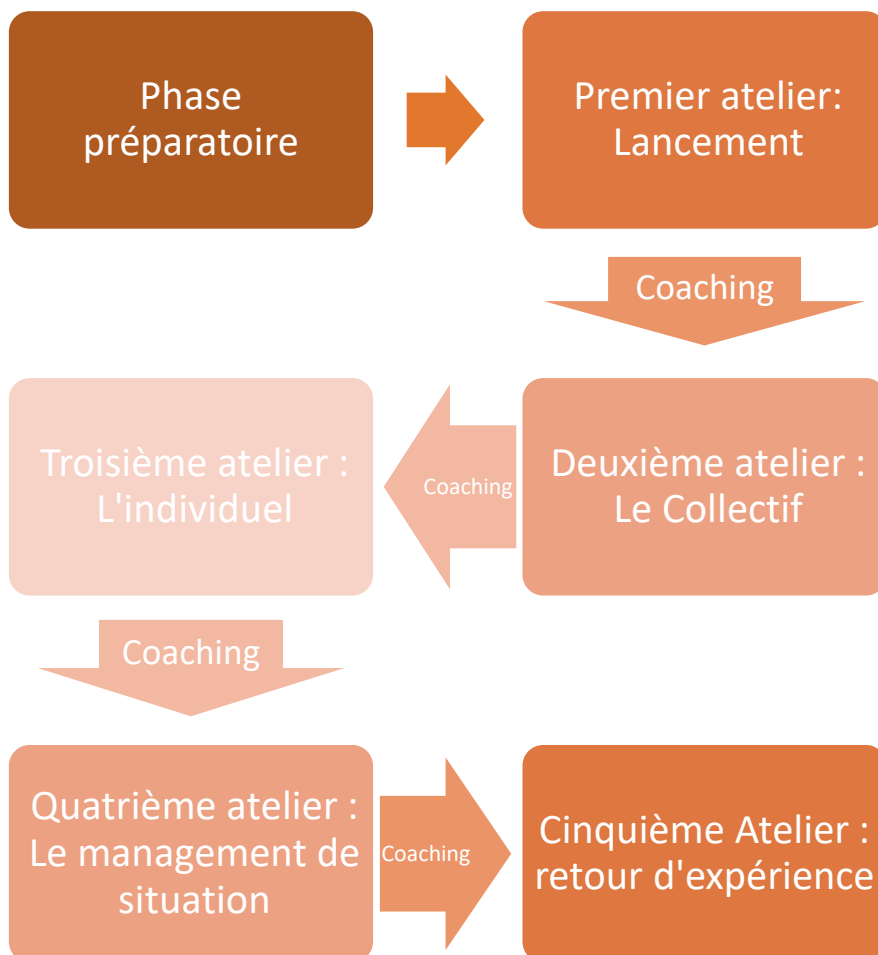 Phase
préparatoire
Premier atelier:
Lancement
Coaching
Deuxième atelier :
Le Collectif
Coaching
Troisième atelier :
L'individuel
Coaching
Quatrième atelier :
Le management de
situation
Coaching
Cinquième Atelier :
retour d'expérience